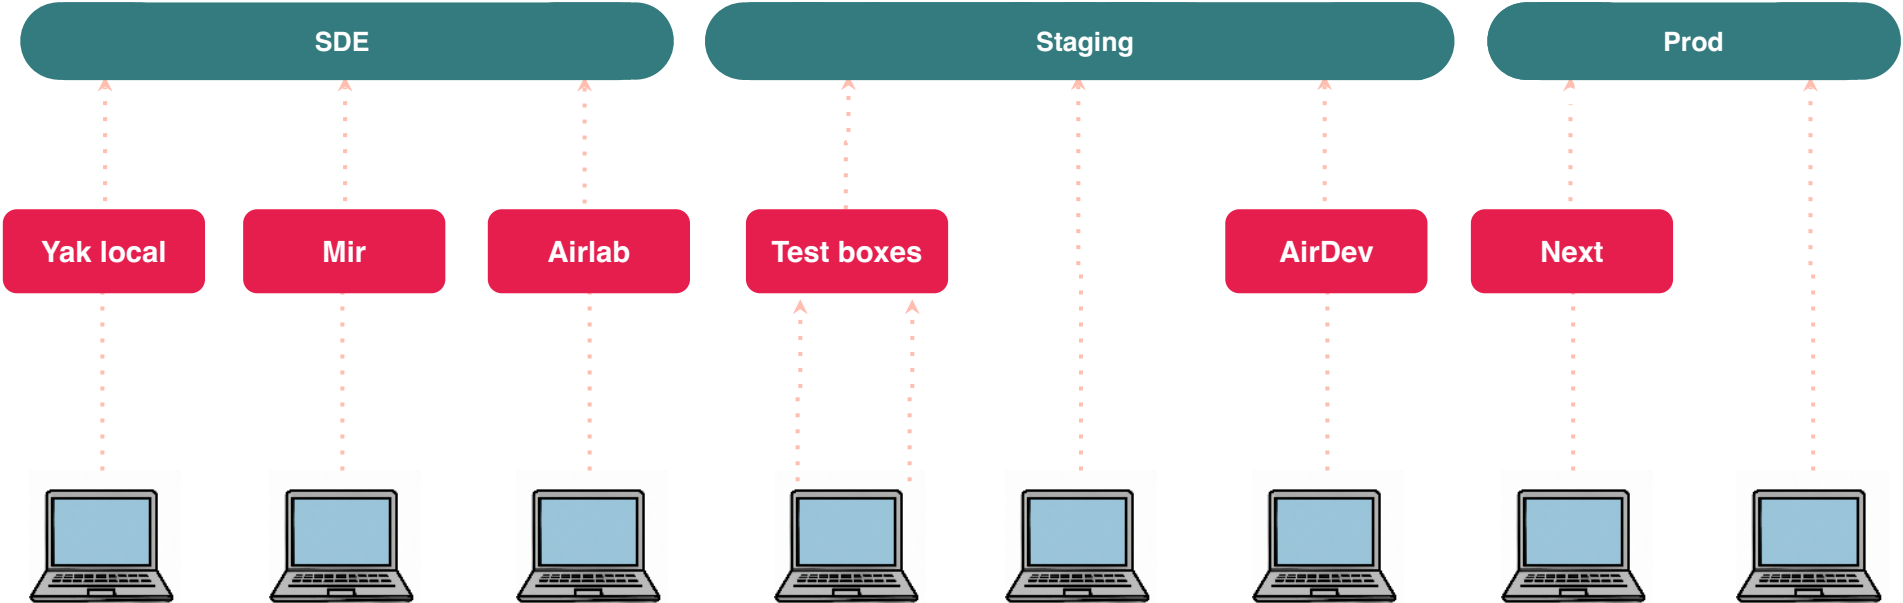 SDE
Staging
Prod
Yak local
Mir
Airlab
Test boxes
AirDev
Next